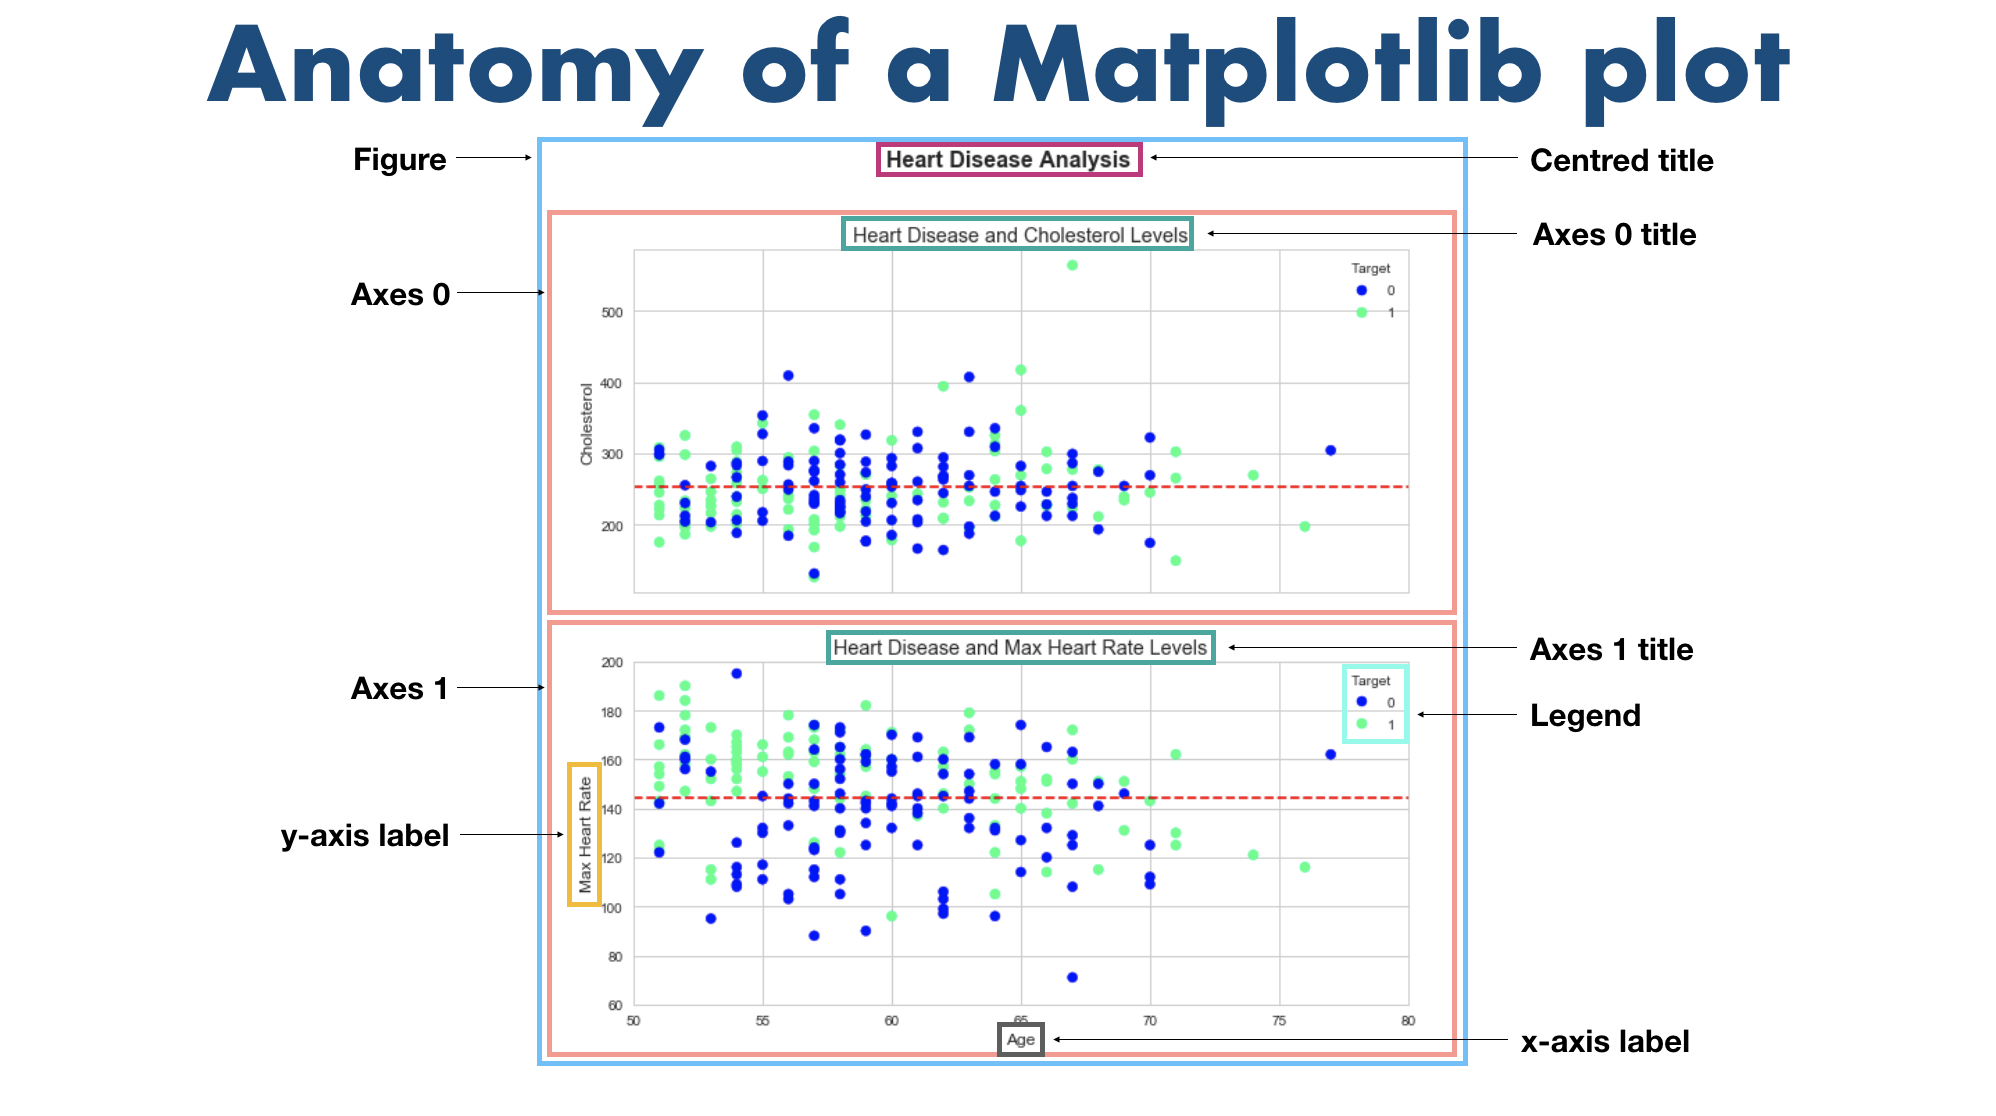 Anatomy of a Matplotlib plot
Figure
Heart Disease Analysis
Centred title
Heart Disease and Cholesterol Levels
Axes 0 title
Axes 0
Target
0
1
500
400
300
200
Cholesterol
Heart Disease and Max Heart Rate Levels
Axes 1 title
Axes 1
Target
0
1
Legend
200
180
160
140
120
100
80
60
Max Heart Rate
y-axis label
50 55 60 65 70 75 80
Age
x-axis label